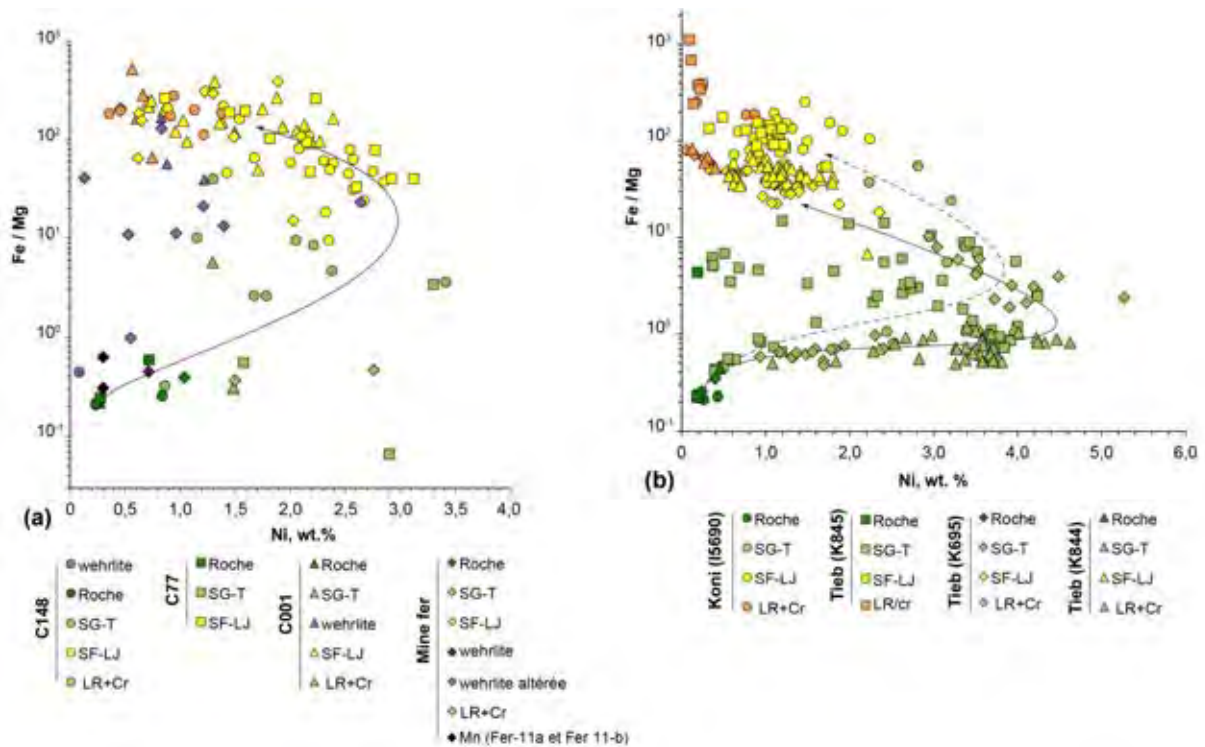 10³
10²
10¹
10⁰
10⁻¹
Fe / Mg
0 0,5 1,0 1,5 2,0 2,5 3,0 3,5 4,0
(a)
Ni, wt.%
C148
wehrlite
Roche
SG-T
SF-LJ
LR+Cr
C77
Roche
SG-T
SF-LJ
C001
Roche
SG-T
wehrlite
SF-LJ
LR+Cr
Mine fer
Roche
SG-T
SF-LJ
wehrlite
wehrlite altérée
LR+Cr
Mn (Fer-11a et Fer 11-b)
10³
10²
10¹
10⁰
10⁻¹
Fe / Mg
0 1,0 2,0 3,0 4,0 5,0 6,0
(b)
Ni, wt. %
Koni (I5690)
Roche
SG-T
SF-LJ
LR+Cr
Tieb (K845)
Roche
SG-T
SF-LJ
LR/cr
Tieb (K695)
Roche
SG-T
SF-LJ
LR+Cr
Tieb (K844)
Roche
SG-T
SF-LJ
LR+Cr